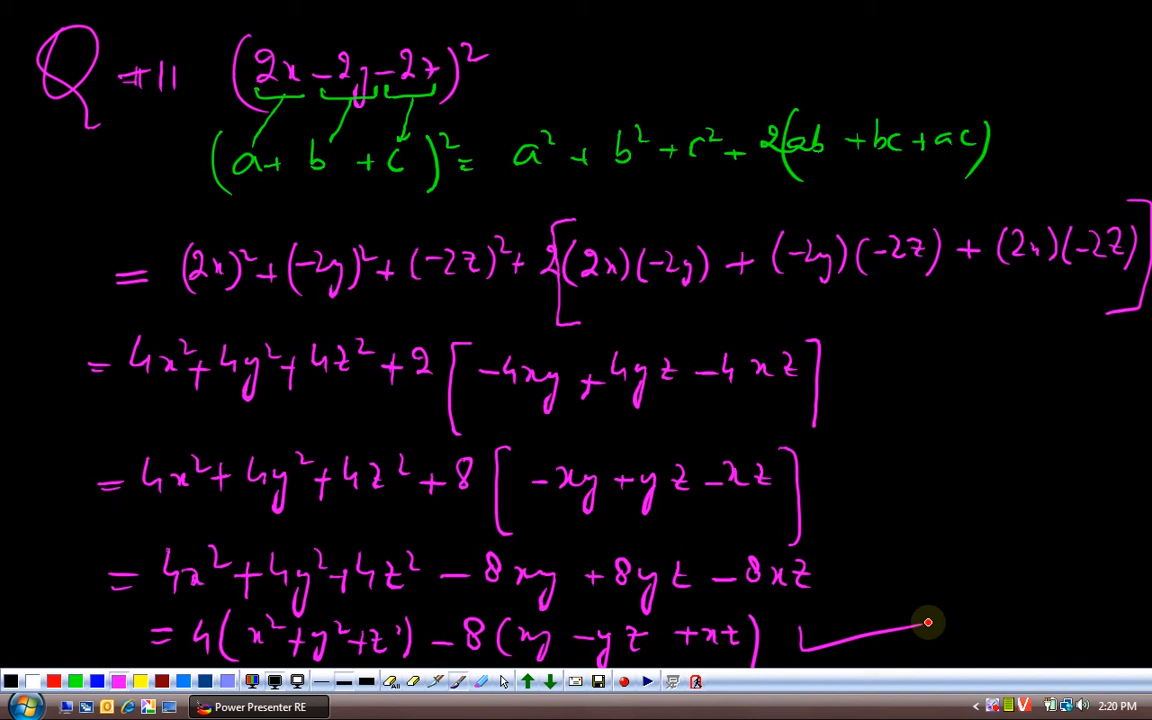 Q #11 (2x - 2y - 2z)²
(a + b + c)² = a² + b² + c² + 2(ab + bc + ac)
= (2x)² + (-2y)² + (-2z)² + 2[(2x)(-2y) + (-2y)(-2z) + (2x)(-2z)]
= 4x² + 4y² + 4z² + 2[-4xy + 4yz - 4xz]
= 4x² + 4y² + 4z² + 8[-xy + yz - xz]
= 4x² + 4y² + 4z² - 8xy + 8yz - 8xz
= 4(x² + y² + z²) - 8(xy - yz + xz)
Power Presenter RE
2:20 PM